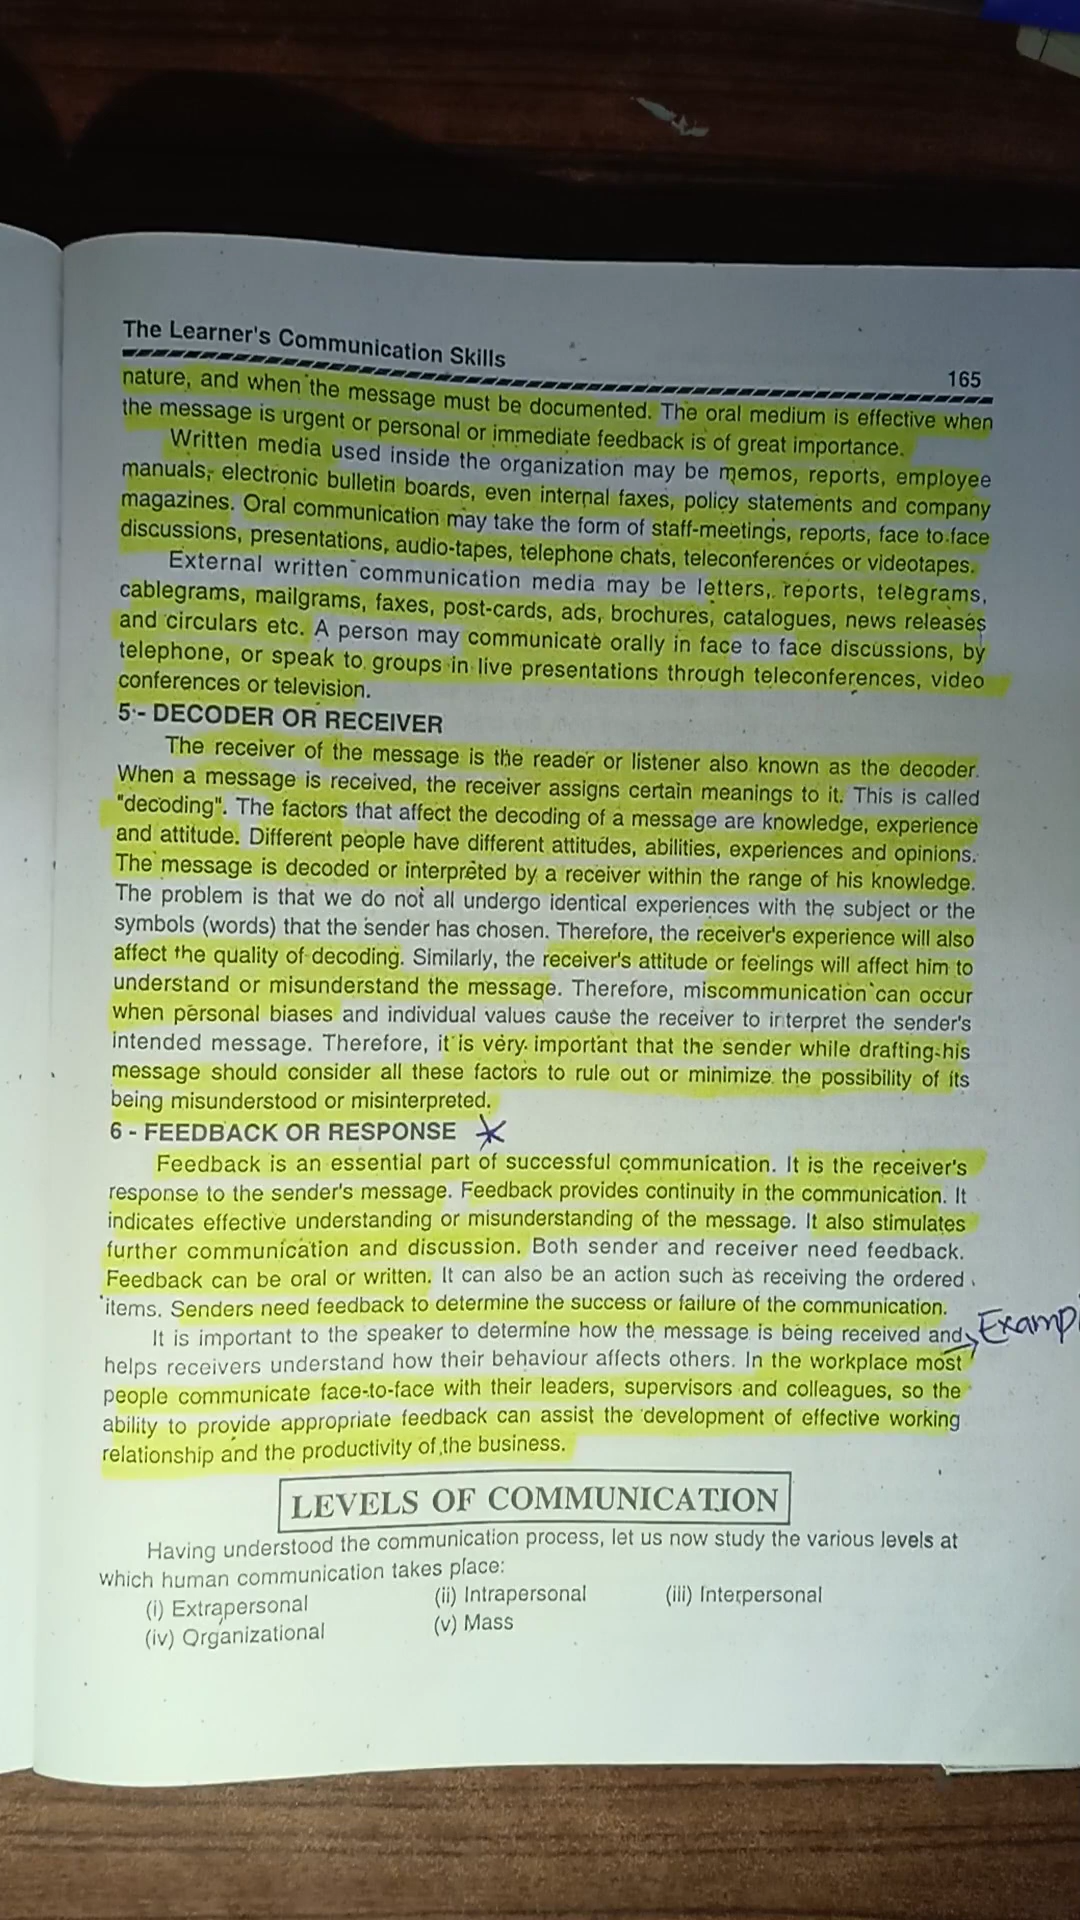 The Learner's Communication Skills
165
nature, and when the message must be documented. The oral medium is effective when
the message is urgent or personal or immediate feedback is of great importance.
Written media used inside the organization may be memos, reports, employee
manuals, electronic bulletin boards, even internal faxes, policy statements and company
magazines. Oral communication may take the form of staff-meetings, reports, face to face
discussions, presentations, audio-tapes, telephone chats, teleconferences or videotapes.
External written communication media may be letters, reports, telegrams,
cablegrams, mailgrams, faxes, post-cards, ads, brochures, catalogues, news releases
and circulars etc. A person may communicate orally in face to face discussions, by
telephone, or speak to groups in live presentations through teleconferences, video
conferences or television.
5 - DECODER OR RECEIVER
The receiver of the message is the reader or listener also known as the decoder.
When a message is received, the receiver assigns certain meanings to it. This is called
"decoding". The factors that affect the decoding of a message are knowledge, experience
and attitude. Different people have different attitudes, abilities, experiences and opinions.
The message is decoded or interpreted by a receiver within the range of his knowledge.
The problem is that we do not all undergo identical experiences with the subject or the
symbols (words) that the sender has chosen. Therefore, the receiver's experience will also
affect the quality of decoding. Similarly, the receiver's attitude or feelings will affect him to
understand or misunderstand the message. Therefore, miscommunication can occur
when personal biases and individual values cause the receiver to interpret the sender's
intended message. Therefore, it is very important that the sender while drafting his
message should consider all these factors to rule out or minimize the possibility of its
being misunderstood or misinterpreted.
6 - FEEDBACK OR RESPONSE
Feedback is an essential part of successful communication. It is the receiver's
response to the sender's message. Feedback provides continuity in the communication. It
indicates effective understanding or misunderstanding of the message. It also stimulates
further communication and discussion. Both sender and receiver need feedback.
Feedback can be oral or written. It can also be an action such as receiving the ordered
items. Senders need feedback to determine the success or failure of the communication.
It is important to the speaker to determine how the message is being received and
Exampl
helps receivers understand how their behaviour affects others. In the workplace most
people communicate face-to-face with their leaders, supervisors and colleagues, so the
ability to provide appropriate feedback can assist the development of effective working
relationship and the productivity of the business.
LEVELS OF COMMUNICATION
Having understood the communication process, let us now study the various levels at
which human communication takes place:
(i) Extrapersonal (ii) Intrapersonal (iii) Interpersonal
(iv) Organizational (v) Mass